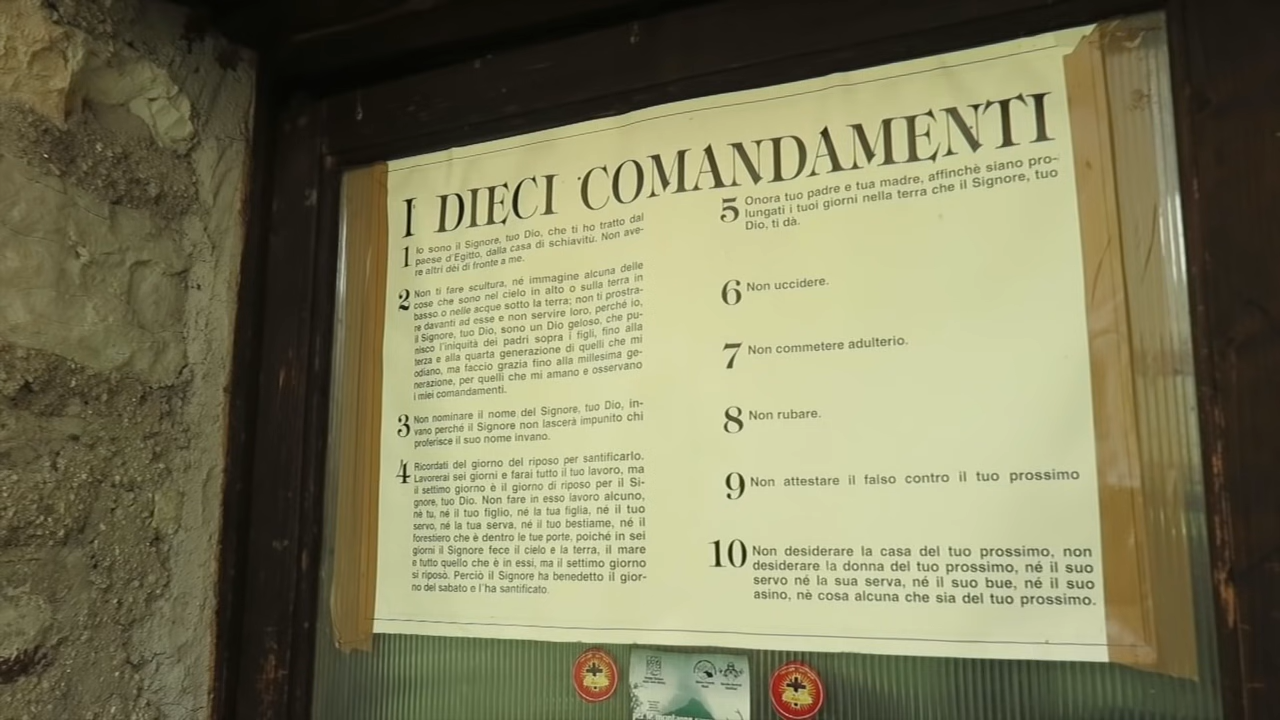 I DIECI COMANDAMENTI
1 Io sono il Signore, tuo Dio, che ti ho tratto dal
paese d'Egitto, dalla casa di schiavitù. Non ave-
re altri dèi di fronte a me.
2 Non ti fare scultura, né immagine alcuna delle
cose che sono nel cielo in alto o sulla terra in
basso o nelle acque sotto la terra; non ti prostra-
re davanti ad esse e non servire loro, perché io,
il Signore, tuo Dio, sono un Dio geloso, che pu-
nisco l'iniquità dei padri sopra i figli, fino alla
terza e alla quarta generazione di quelli che mi
odiano, ma faccio grazia fino alla millesima ge-
nerazione, per quelli che mi amano e osservano
i miei comandamenti.
3 Non nominare il nome del Signore, tuo Dio, in-
vano perché il Signore non lascerà impunito chi
proferisce il suo nome invano.
4 Ricordati del giorno del riposo per santificarlo.
Lavorerai sei giorni e farai tutto il tuo lavoro, ma
il settimo giorno è il giorno di riposo per il Si-
gnore, tuo Dio. Non fare in esso lavoro alcuno,
nè tu, né il tuo figlio, né la tua figlia, né il tuo
servo, né la tua serva, né il tuo bestiame, né il
forestiero che è dentro le tue porte, poiché in sei
giorni il Signore fece il cielo e la terra, il mare
e tutto quello che è in essi, ma il settimo giorno
si riposò. Perciò il Signore ha benedetto il gior-
no del sabato e l'ha santificato.
5 Onora tuo padre e tua madre, affinchè siano pro-
lungati i tuoi giorni nella terra che il Signore, tuo
Dio, ti dà.
6 Non uccidere.
7 Non commetere adulterio.
8 Non rubare.
9 Non attestare il falso contro il tuo prossimo
10 Non desiderare la casa del tuo prossimo, non
desiderare la donna del tuo prossimo, né il suo
servo né la sua serva, né il suo bue, né il suo
asino, nè cosa alcuna che sia del tuo prossimo.